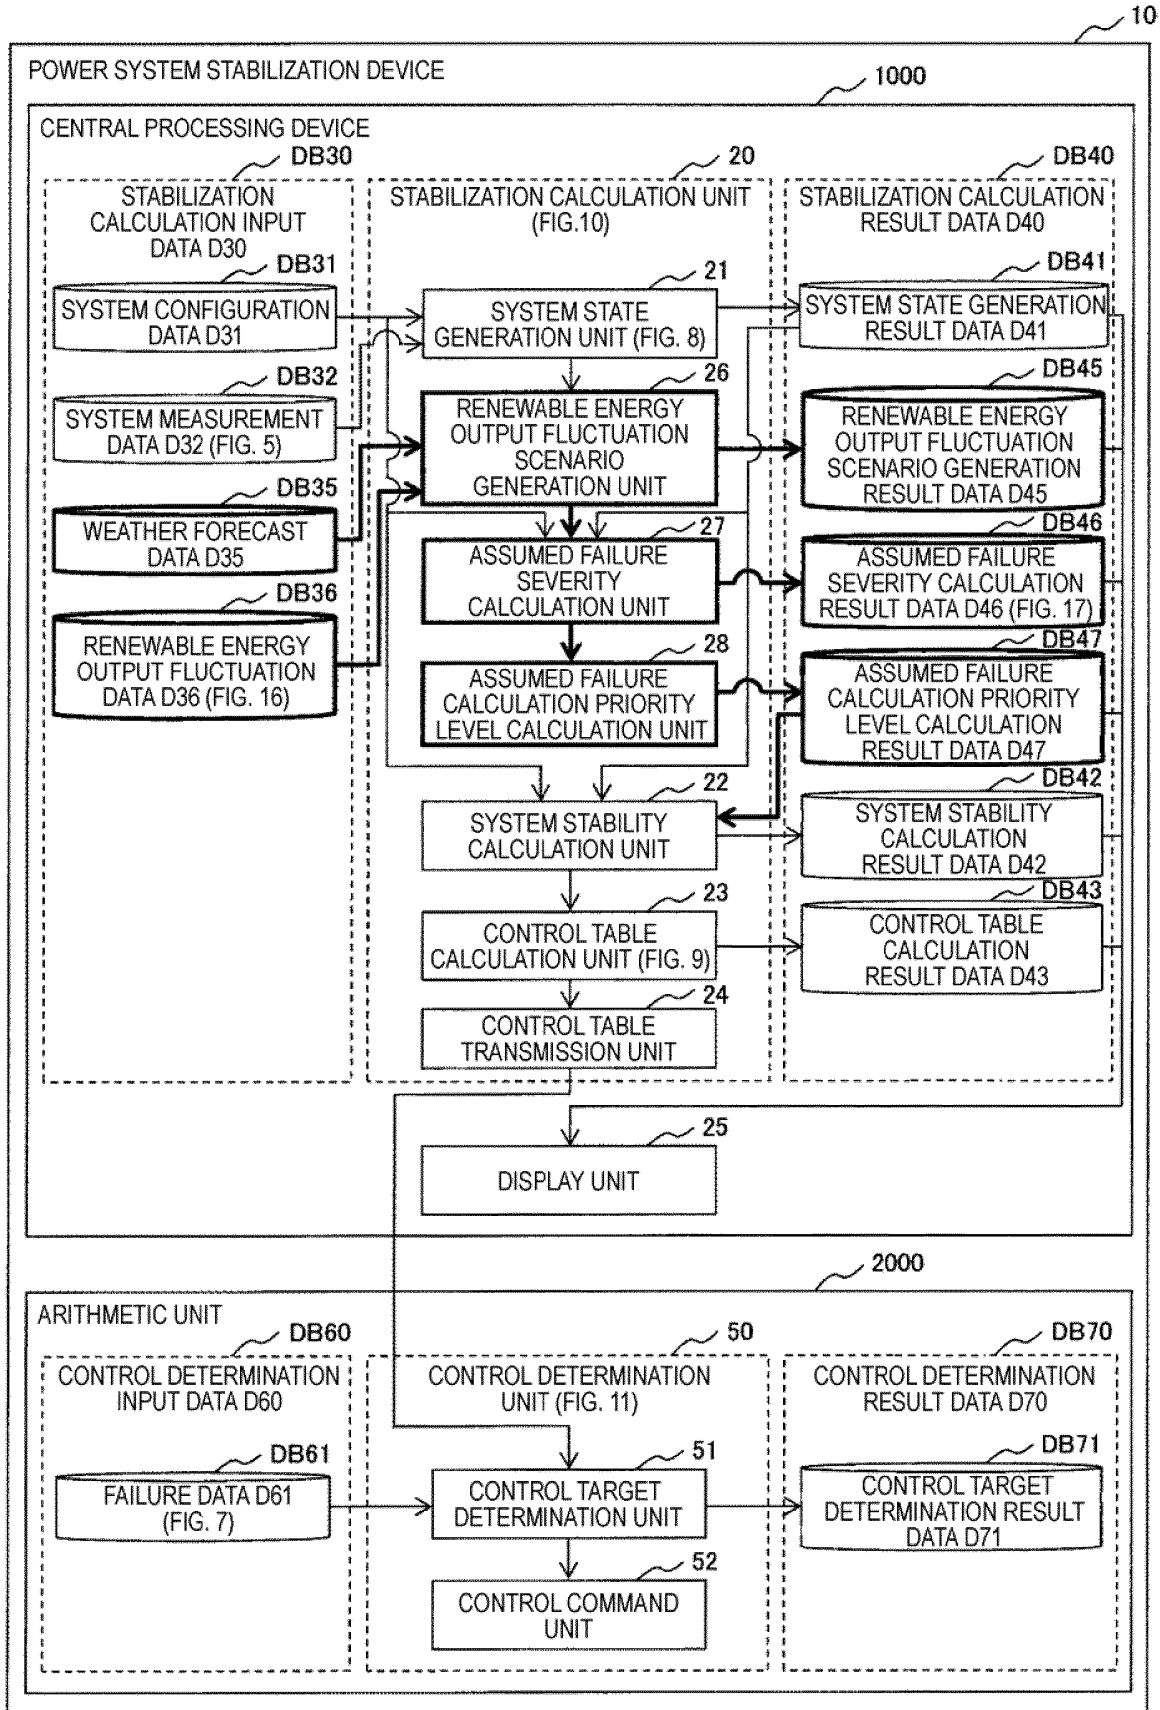 10
POWER SYSTEM STABILIZATION DEVICE
1000
CENTRAL PROCESSING DEVICE
DB30
STABILIZATION
CALCULATION INPUT
DATA D30
DB31
SYSTEM CONFIGURATION
DATA D31
DB32
SYSTEM MEASUREMENT
DATA D32 (FIG. 5)
DB35
WEATHER FORECAST
DATA D35
DB36
RENEWABLE ENERGY
OUTPUT FLUCTUATION
DATA D36 (FIG. 16)
20
STABILIZATION CALCULATION UNIT
(FIG.10)
21
SYSTEM STATE
GENERATION UNIT (FIG. 8)
26
RENEWABLE ENERGY
OUTPUT FLUCTUATION
SCENARIO
GENERATION UNIT
27
ASSUMED FAILURE
SEVERITY
CALCULATION UNIT
28
ASSUMED FAILURE
CALCULATION PRIORITY
LEVEL CALCULATION UNIT
22
SYSTEM STABILITY
CALCULATION UNIT
23
CONTROL TABLE
CALCULATION UNIT (FIG. 9)
24
CONTROL TABLE
TRANSMISSION UNIT
25
DISPLAY UNIT
DB40
STABILIZATION CALCULATION
RESULT DATA D40
DB41
SYSTEM STATE GENERATION
RESULT DATA D41
DB45
RENEWABLE ENERGY
OUTPUT FLUCTUATION
SCENARIO GENERATION
RESULT DATA D45
DB46
ASSUMED FAILURE
SEVERITY CALCULATION
RESULT DATA D46 (FIG. 17)
DB47
ASSUMED FAILURE
CALCULATION PRIORITY
LEVEL CALCULATION
RESULT DATA D47
DB42
SYSTEM STABILITY
CALCULATION
RESULT DATA D42
DB43
CONTROL TABLE
CALCULATION
RESULT DATA D43
2000
ARITHMETIC UNIT
DB60
CONTROL DETERMINATION
INPUT DATA D60
DB61
FAILURE DATA D61
(FIG. 7)
50
CONTROL DETERMINATION
UNIT (FIG. 11)
51
CONTROL TARGET
DETERMINATION UNIT
52
CONTROL COMMAND
UNIT
DB70
CONTROL DETERMINATION
RESULT DATA D70
DB71
CONTROL TARGET
DETERMINATION RESULT
DATA D71